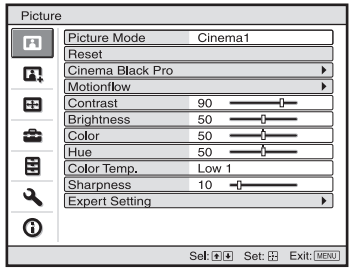 Picture
Picture Mode Cinema1
Reset
Cinema Black Pro
Motionflow
Contrast 90
Brightness 50
Color 50
Hue 50
Color Temp. Low 1
Sharpness 10
Expert Setting
Sel: Set: Exit: MENU